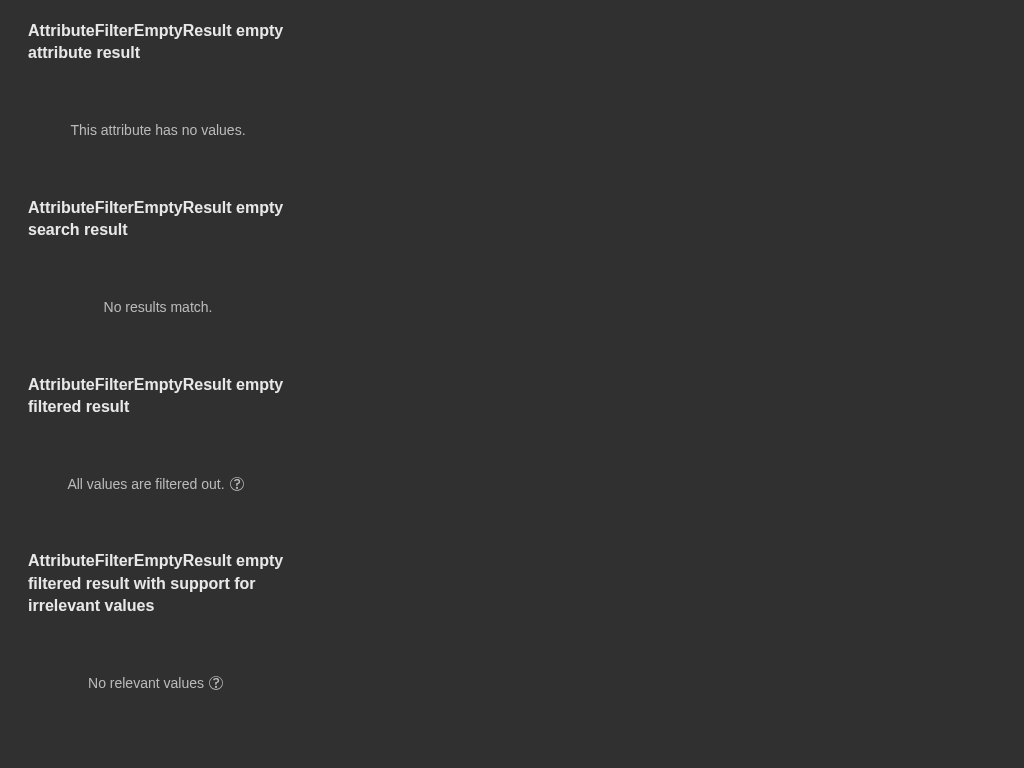 AttributeFilterEmptyResult empty
attribute result
This attribute has no values.
AttributeFilterEmptyResult empty
search result
No results match.
AttributeFilterEmptyResult empty
filtered result
All values are filtered out.
AttributeFilterEmptyResult empty
filtered result with support for
irrelevant values
No relevant values